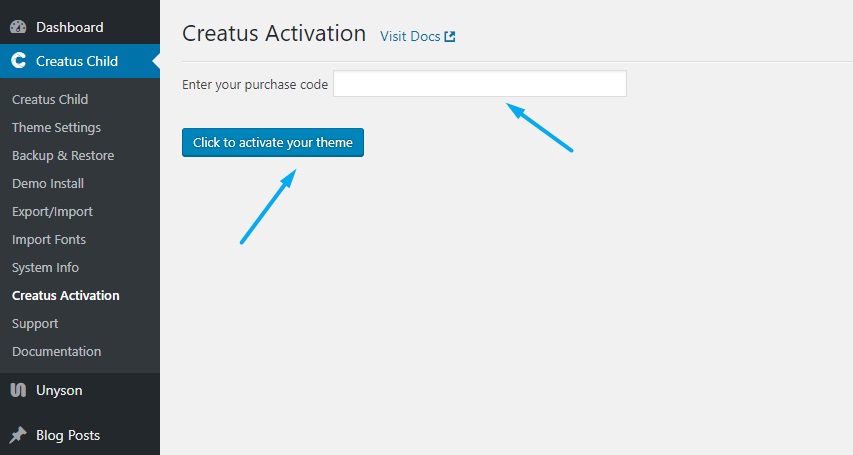 Dashboard
Creatus Child
Creatus Child
Theme Settings
Backup & Restore
Demo Install
Export/Import
Import Fonts
System Info
Creatus Activation
Support
Documentation
Unyson
Blog Posts
Creatus Activation Visit Docs
Enter your purchase code
Click to activate your theme